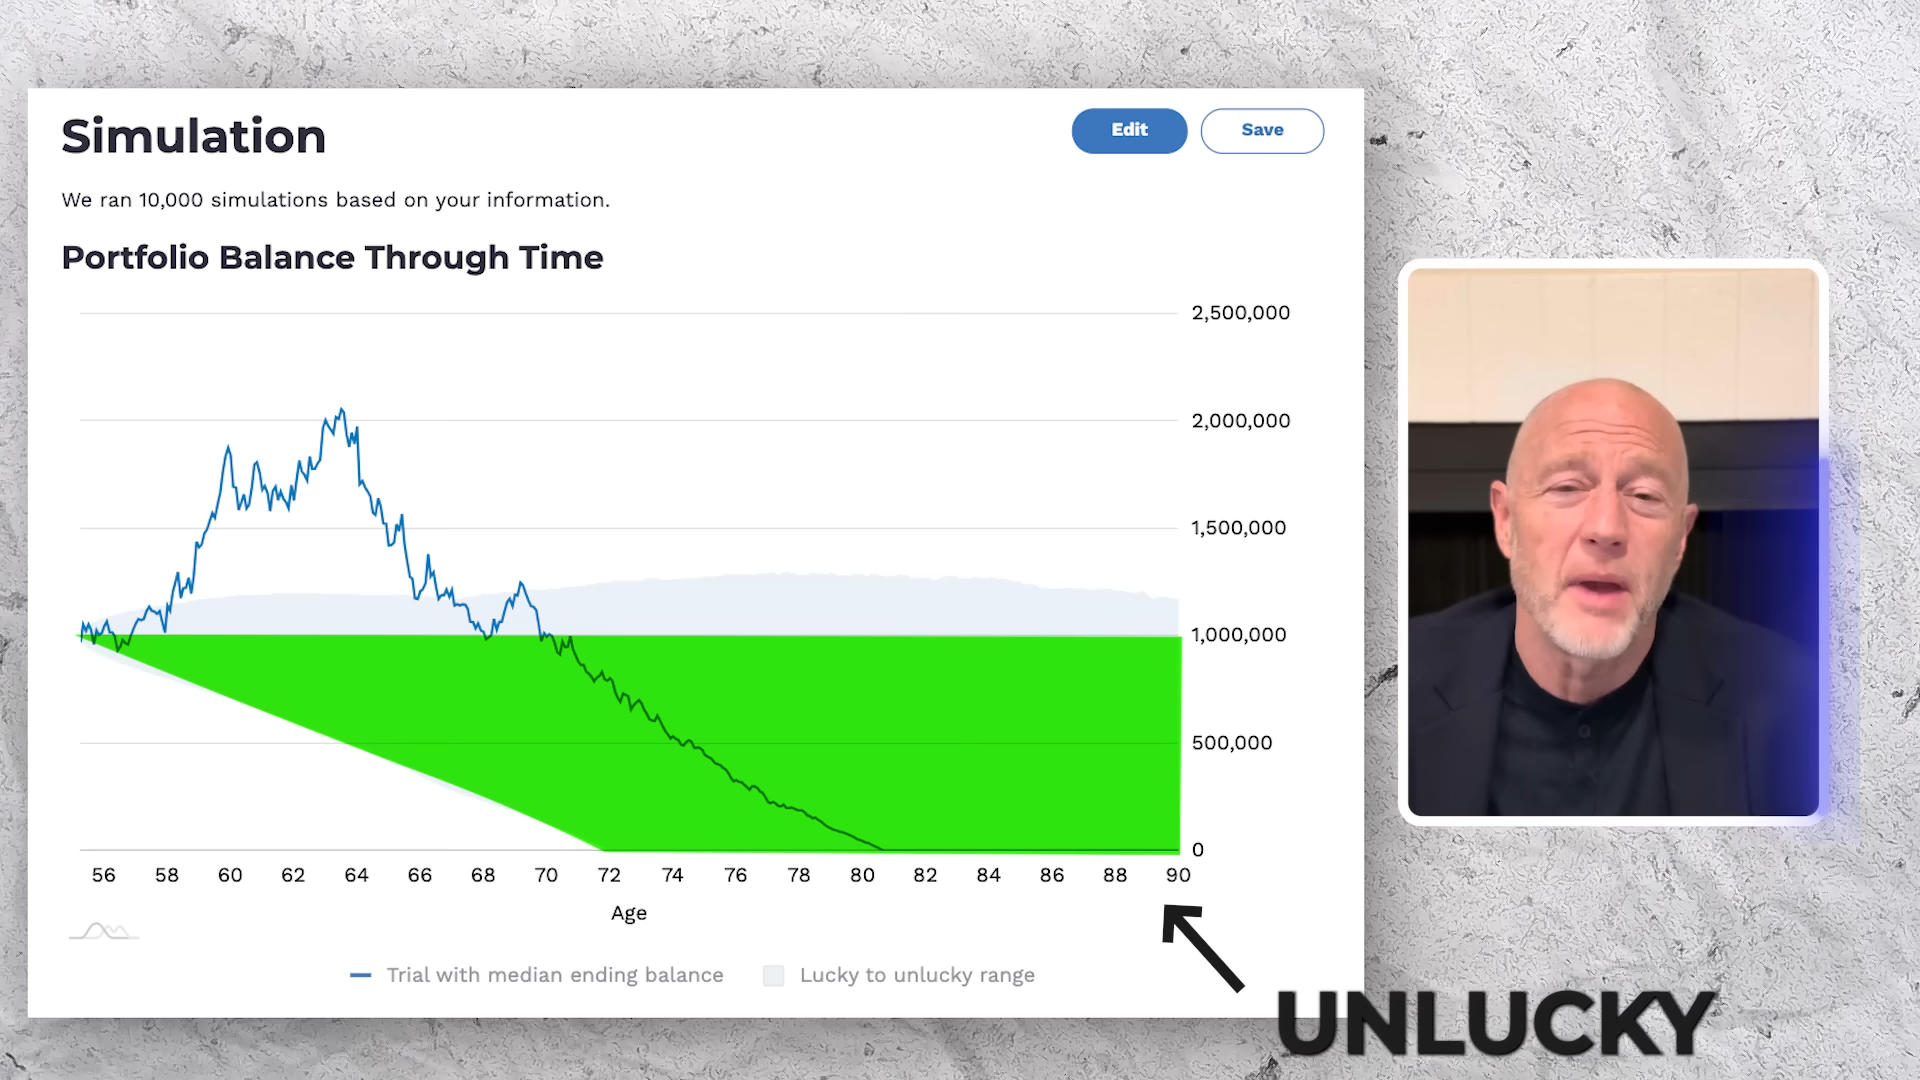 Simulation
Edit
Save
We ran 10,000 simulations based on your information.
Portfolio Balance Through Time
2,500,000
2,000,000
1,500,000
1,000,000
500,000
0
56 58 60 62 64 66 68 70 72 74 76 78 80 82 84 86 88 90
Age
Trial with median ending balance
Lucky to unlucky range
UNLUCKY